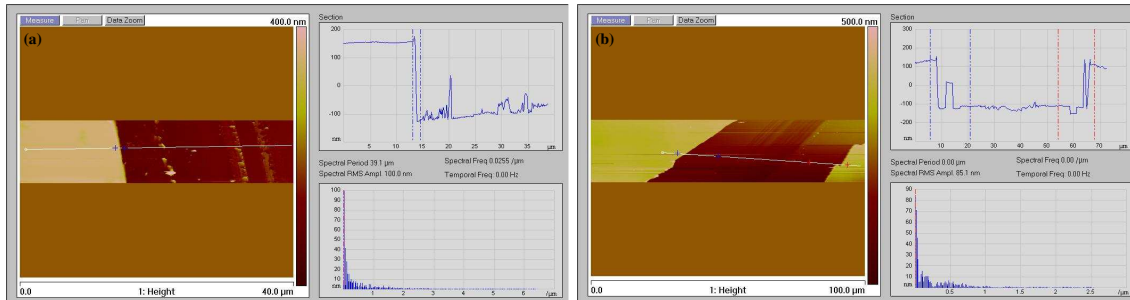 Measure Pan Data Zoom 400.0 nm
(a)
0.0 1: Height 40.0 µm
Section
200
100
0
-100
nm
5 10 15 20 25 30 35 µm
Spectral Period 39.1 µm Spectral Freq 0.0255 /µm
Spectral RMS Ampl. 100.0 nm Temporal Freq: 0.00 Hz
100
90
80
70
60
50
40
30
20
10
nm
1 2 3 4 5 6 /µm
Measure Pan Data Zoom 500.0 nm
(b)
0.0 1: Height 100.0 µm
Section
300
200
100
0
-100
-200
nm
10 20 30 40 50 60 70 µm
Spectral Period 0.00 µm Spectral Freq 0.00 /µm
Spectral RMS Ampl. 85.1 nm Temporal Freq: 0.00 Hz
90
80
70
60
50
40
30
20
10
nm
0.5 1 1.5 2 2.5 /µm